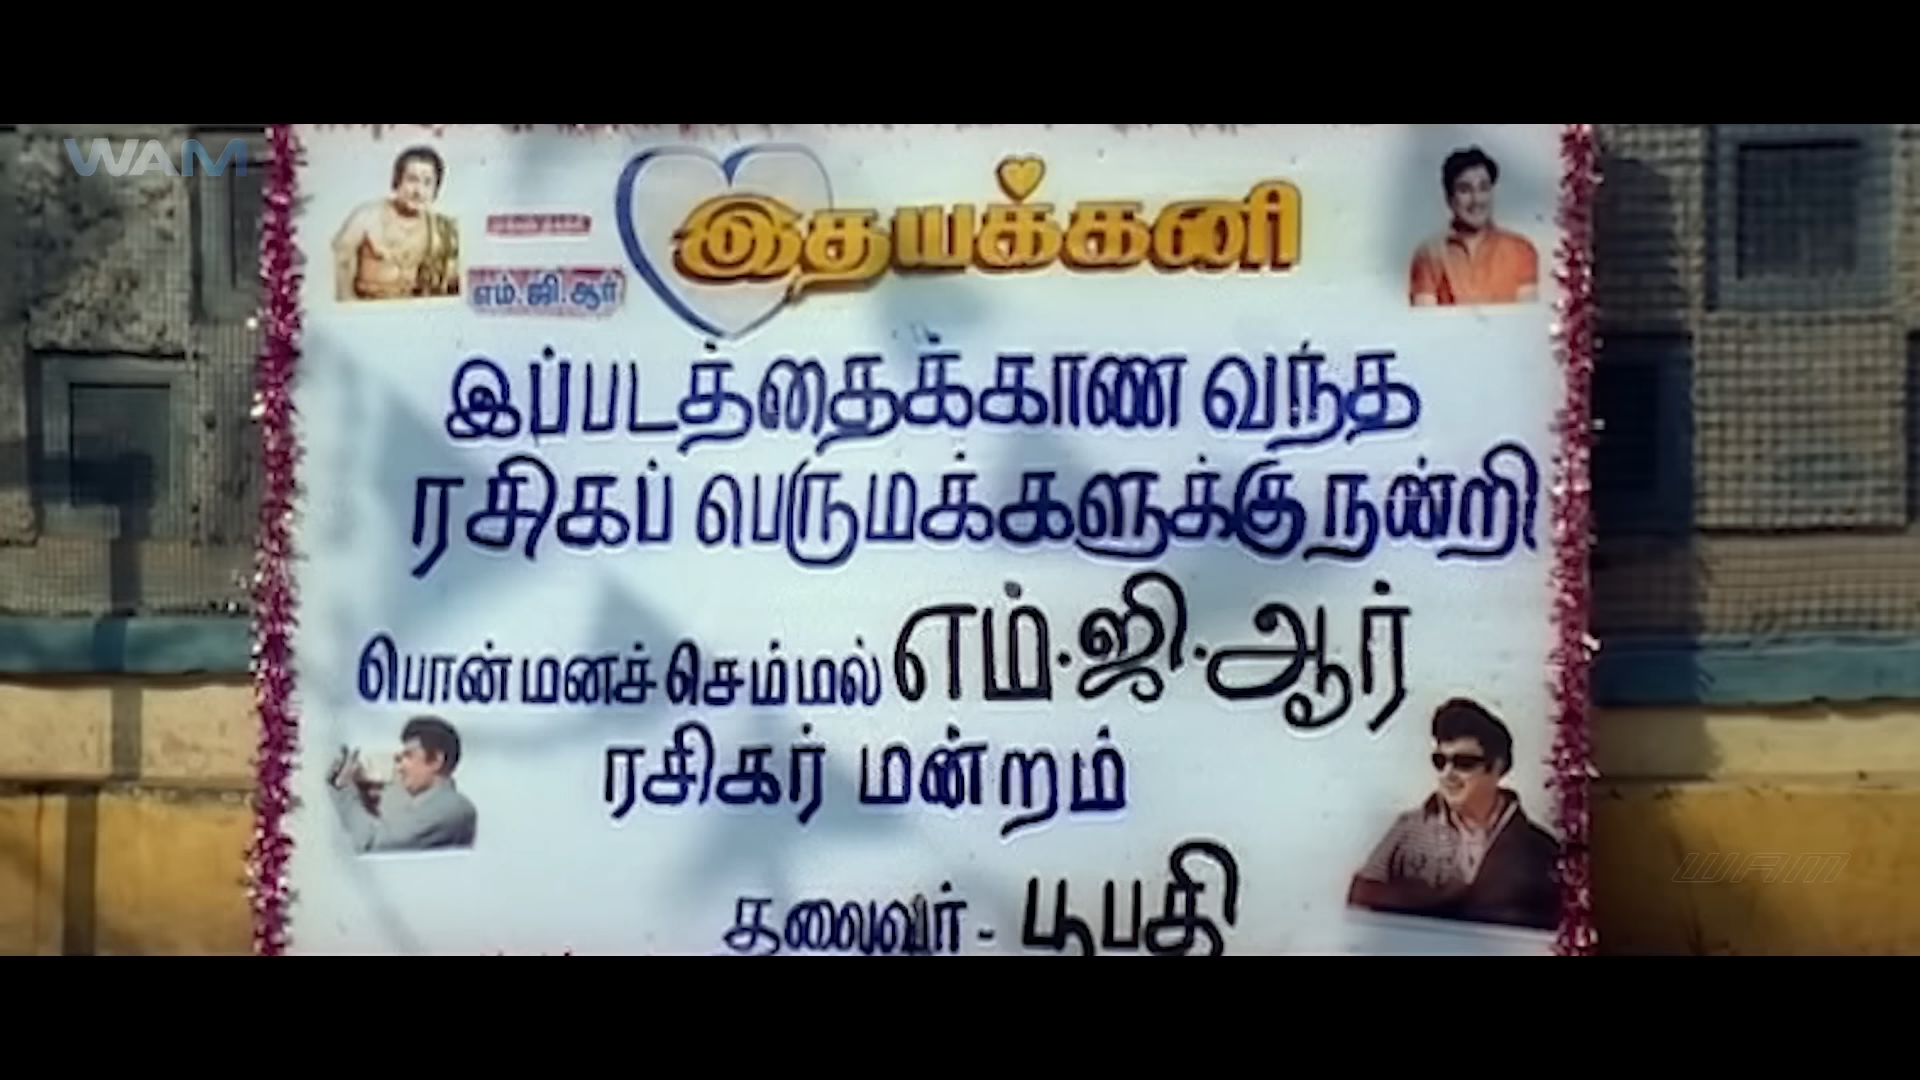 WAM
இதயக்கனி
எம்.ஜி.ஆர்
இப்படத்தைக்காண வந்த
ரசிகப் பெருமக்களுக்கு நன்றி
பொன்மனச்செம்மல் எம்.ஜி.ஆர்
ரசிகர் மன்றம்
WAM
தலைவர் - பூபதி